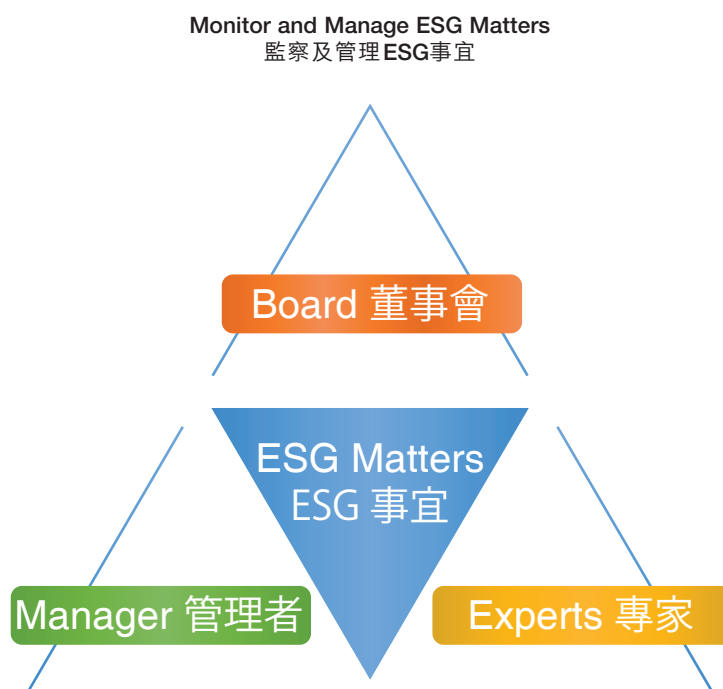 Monitor and Manage ESG Matters
監察及管理ESG事宜
Board 董事會
ESG Matters
ESG 事宜
Manager 管理者
Experts 專家